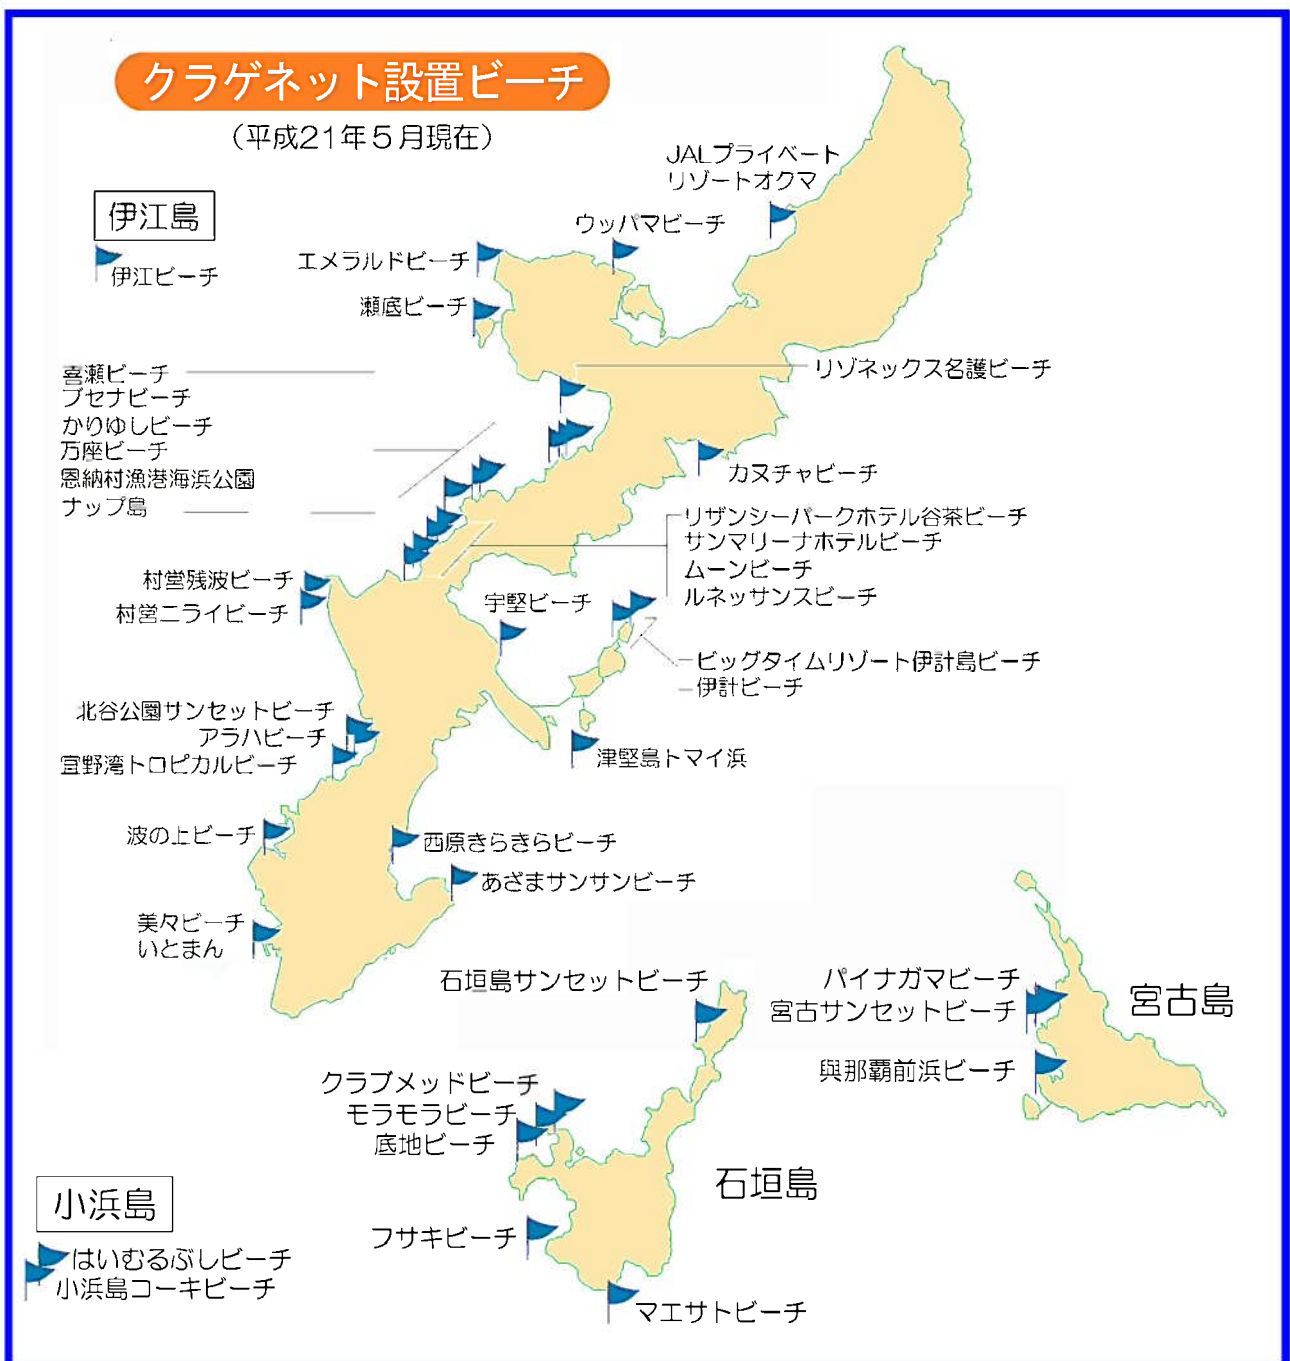 クラゲネット設置ビーチ
（平成21年５月現在）
JALプライベート
リゾートオクマ
伊江島
伊江ビーチ
ウッパマビーチ
エメラルドビーチ
瀬底ビーチ
喜瀬ビーチ
ブセナビーチ
かりゆしビーチ
万座ビーチ
恩納村漁港海浜公園
ナップ島
リゾネックス名護ビーチ
カヌチャビーチ
リザンシーパークホテル谷茶ビーチ
サンマリーナホテルビーチ
ムーンビーチ
ルネッサンスビーチ
村営残波ビーチ
村営ニライビーチ
宇堅ビーチ
ビッグタイムリゾート伊計島ビーチ
伊計ビーチ
北谷公園サンセットビーチ
アラハビーチ
宜野湾トロピカルビーチ
津堅島トマイ浜
波の上ビーチ
西原きらきらビーチ
あざまサンサンビーチ
美々ビーチ
いとまん
石垣島サンセットビーチ
パイナガマビーチ
宮古サンセットビーチ
宮古島
與那覇前浜ビーチ
クラブメッドビーチ
モラモラビーチ
底地ビーチ
石垣島
フサキビーチ
マエサトビーチ
小浜島
はいむるぶしビーチ
小浜島コーキビーチ